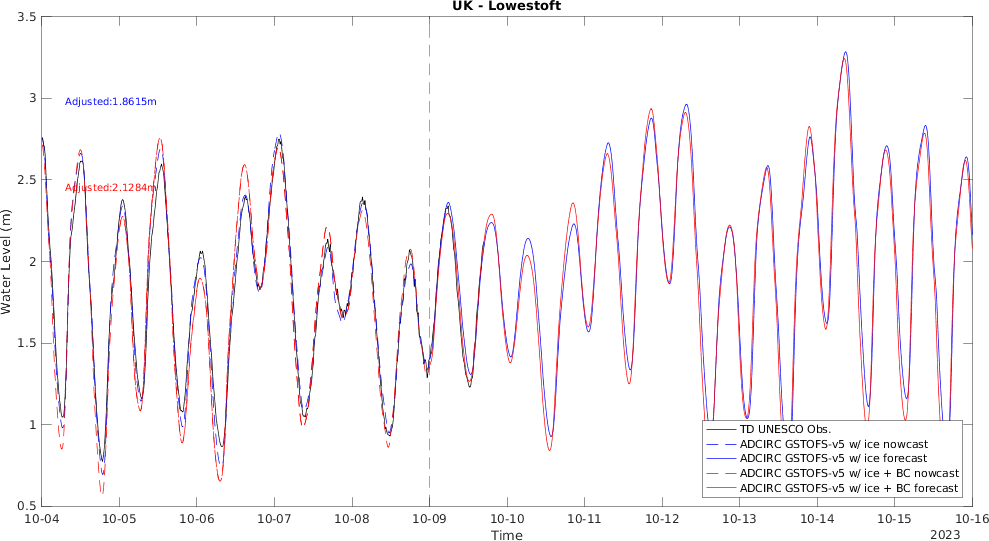 UK - Lowestoft
3.5
3
2.5
2
1.5
1
0.5
Water Level (m)
Adjusted:1.8615m
Adjusted:2.1284m
TD UNESCO Obs.
ADCIRC GSTOFS-v5 w/ ice nowcast
ADCIRC GSTOFS-v5 w/ ice forecast
ADCIRC GSTOFS-v5 w/ ice + BC nowcast
ADCIRC GSTOFS-v5 w/ ice + BC forecast
10-04 10-05 10-06 10-07 10-08 10-09 10-10 10-11 10-12 10-13 10-14 10-15 10-16
Time
2023